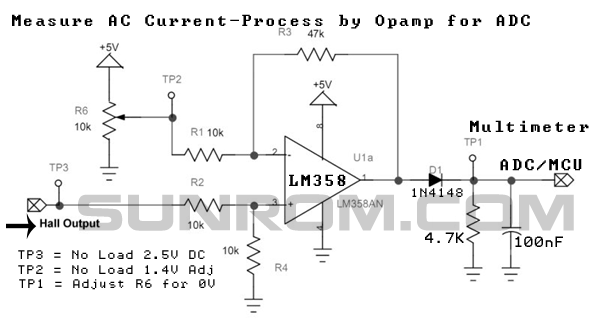 Measure AC Current-Process by Opamp for ADC
R3
47k
+5V
TP2
+5V
R6
10k
R1 10k
8
Multimeter
TP1
2
-
U1a
TP3
LM358
1
D1
ADC/MCU
R2
1N4148
3
+
LM358AN
SUNROM.COM
Hall Output
10k
4
10k
R4
4.7K
100nF
TP3 = No Load 2.5V DC
TP2 = No Load 1.4V Adj
TP1 = Adjust R6 for 0V